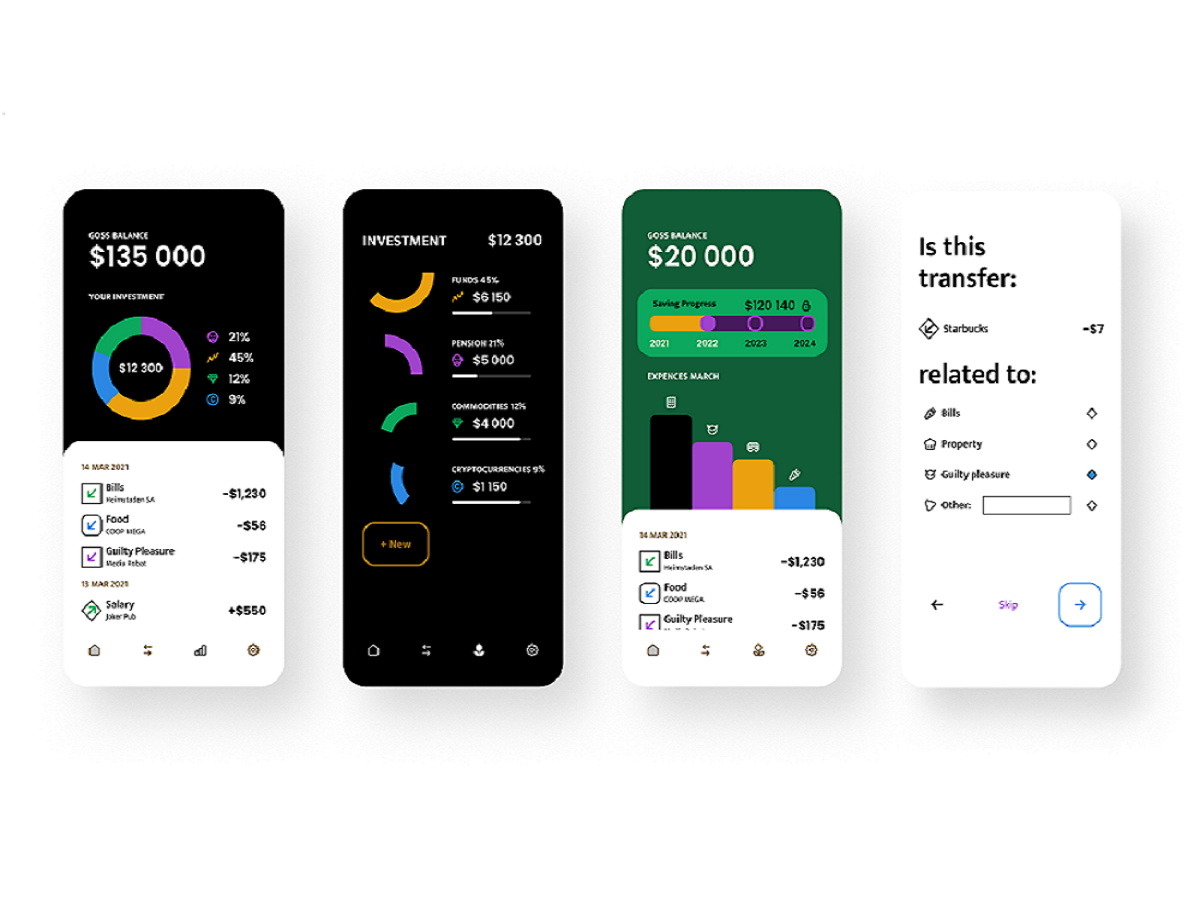 GOSS BALANCE
$135 000
YOUR INVESTMENT
$12 300
21%
45%
12%
9%
14 MAR 2021
Bills
Heimstaden SA
-$1,230
Food
COOP MEGA
-$56
Guilty Pleasure
Media Robot
-$175
13 MAR 2021
Salary
Joker Pub
+$550
INVESTMENT $12 300
FUNDS 45%
$6 150
PENSION 21%
$5 000
COMMODITIES 12%
$4 000
CRYPTOCURRENCIES 9%
$1 150
+ New
GOSS BALANCE
$20 000
Saving Progress $120 140
2021 2022 2023 2024
EXPENCES MARCH
14 MAR 2021
Bills
Heimstaden SA
-$1,230
Food
COOP MEGA
-$56
Guilty Pleasure
-$175
Is this
transfer:
Starbucks -$7
related to:
Bills
Property
Guilty pleasure
Other:
Skip